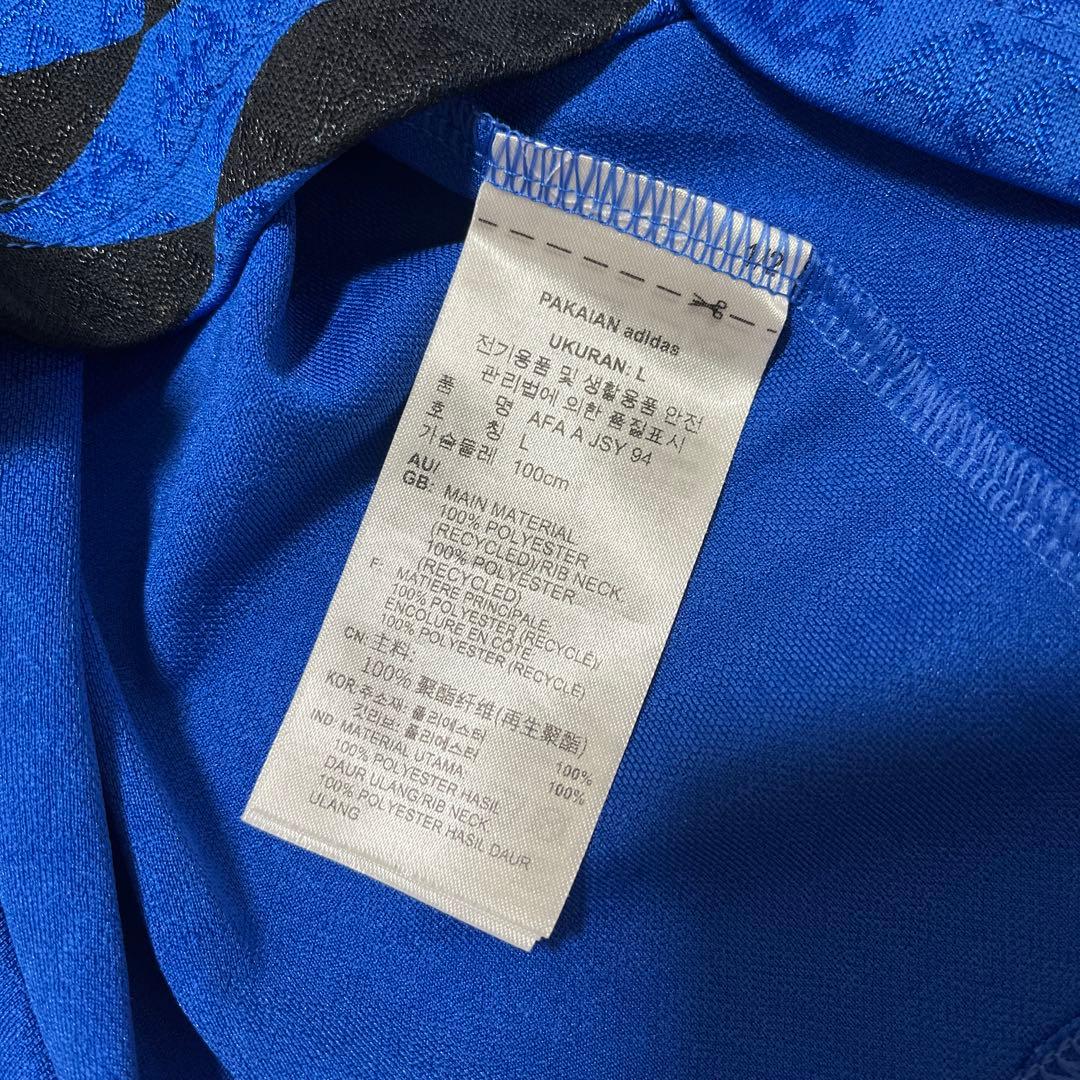 1/2
PAKAIAN adidas
UKURAN: L
전기용품 및 생활용품 안전
관리법에 의한 품질표시
품 명 AFA A JSY 94
호 칭 L
가슴둘레 100cm
AU/
GB: MAIN MATERIAL.
100% POLYESTER
(RECYCLED)/RIB NECK.
100% POLYESTER
(RECYCLED)
F: MATIÈRE PRINCIPALE.
100% POLYESTER (RECYCLÉ)
ENCOLURE EN CÔTE.
100% POLYESTER (RECYCLÉ)
CN: 主料:
100% 聚酯纤维(再生聚酯)
KOR: 주소재: 폴리에스터 100%
깃리브: 폴리에스터 100%
IND: MATERIAL UTAMA:
100% POLYESTER HASIL
DAUR ULANG/RIB NECK.
100% POLYESTER HASIL DAUR
ULANG